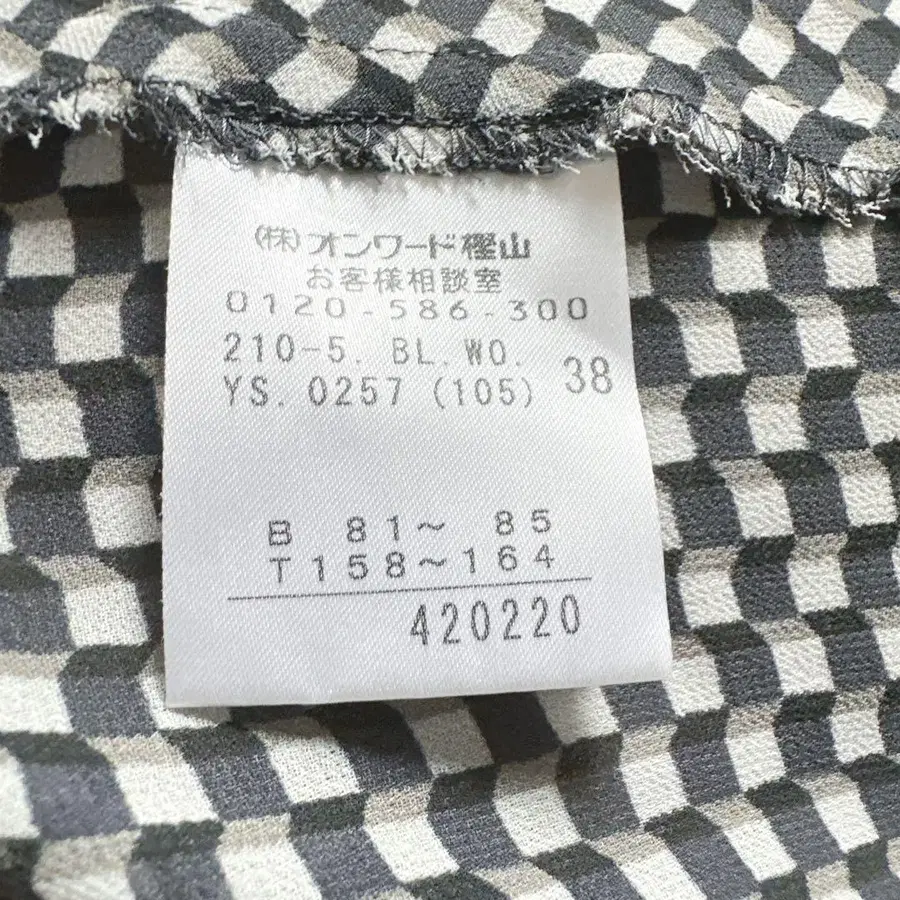 (株)オンワード樫山
お客様相談室
0120-586-300
210-5. BL.WO.
YS. 0257 (105) 38
B 81～ 85
T158～164
420220